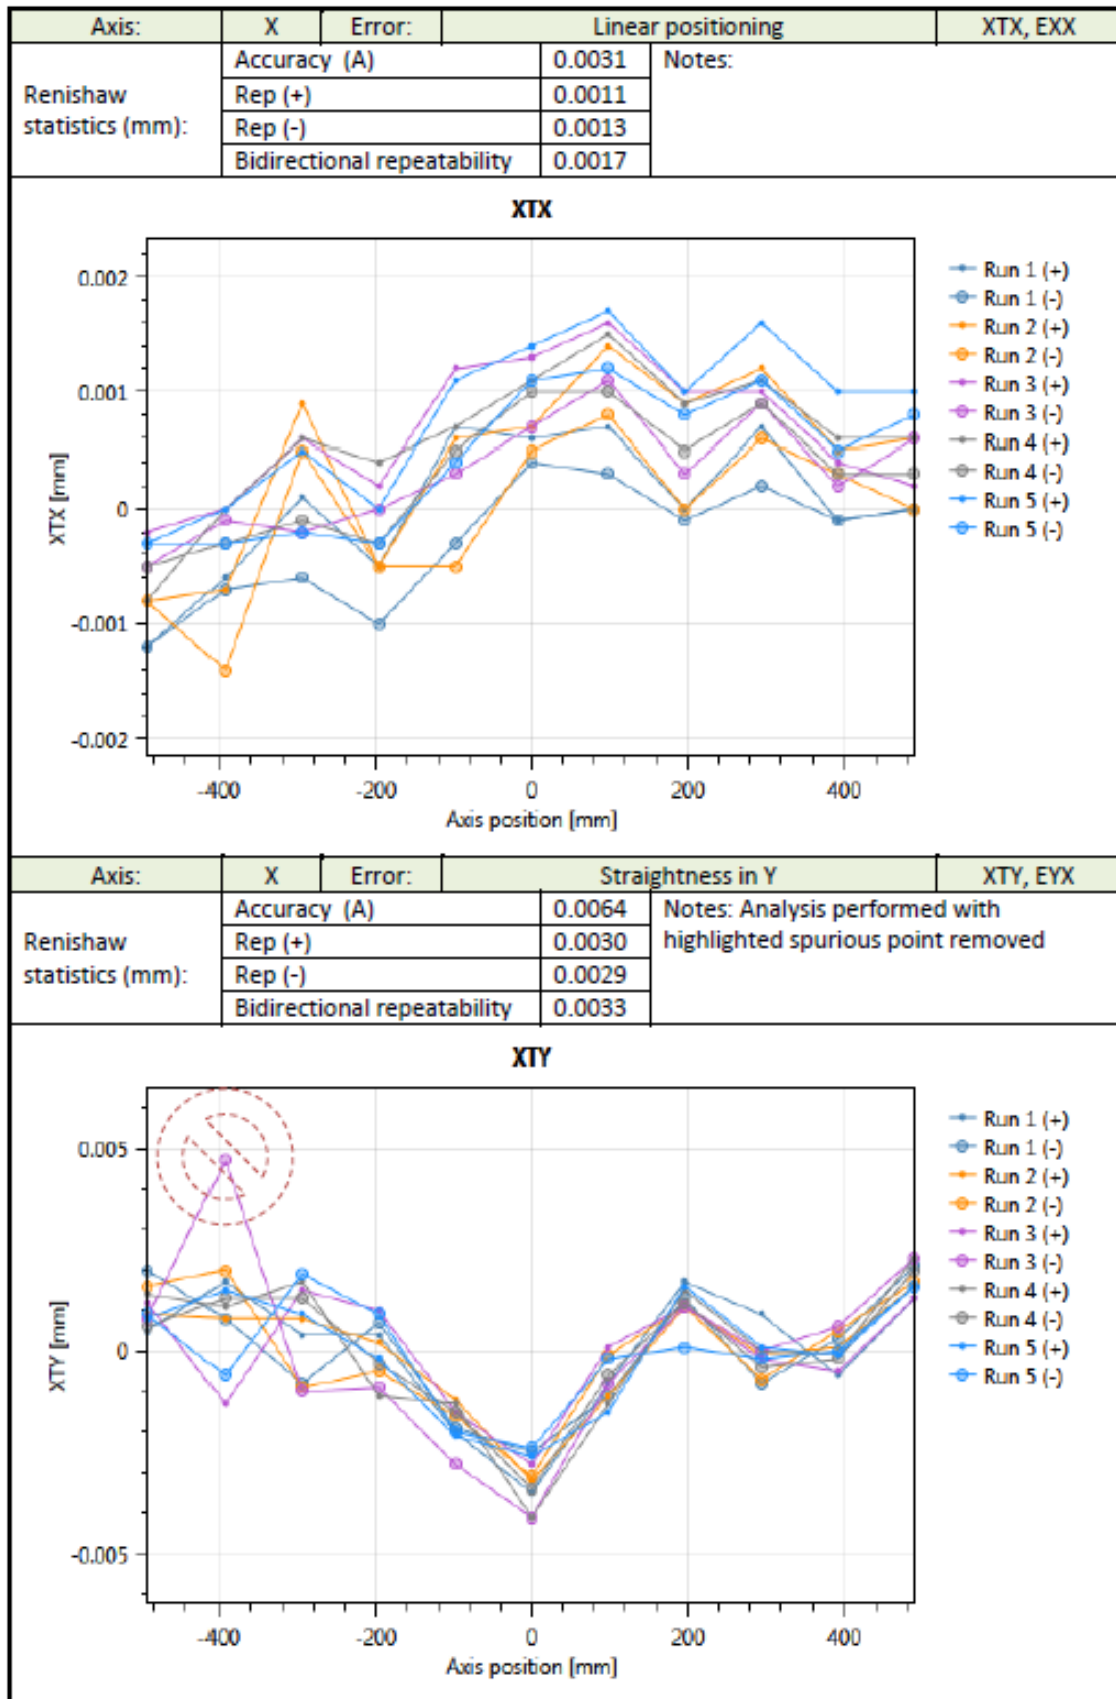 Axis: X Error: Linear positioning XTX, EXX
Renishaw statistics (mm):
Accuracy (A) 0.0031
Rep (+) 0.0011
Rep (-) 0.0013
Bidirectional repeatability 0.0017
Notes:
XTX
0.002
0.001
0
-0.001
-0.002
XTX [mm]
-400 -200 0 200 400
Axis position [mm]
Run 1 (+)
Run 1 (-)
Run 2 (+)
Run 2 (-)
Run 3 (+)
Run 3 (-)
Run 4 (+)
Run 4 (-)
Run 5 (+)
Run 5 (-)
Axis: X Error: Straightness in Y XTY, EYX
Renishaw statistics (mm):
Accuracy (A) 0.0064
Rep (+) 0.0030
Rep (-) 0.0029
Bidirectional repeatability 0.0033
Notes: Analysis performed with
highlighted spurious point removed
XTY
0.005
0
-0.005
XTY [mm]
-400 -200 0 200 400
Axis position [mm]
Run 1 (+)
Run 1 (-)
Run 2 (+)
Run 2 (-)
Run 3 (+)
Run 3 (-)
Run 4 (+)
Run 4 (-)
Run 5 (+)
Run 5 (-)